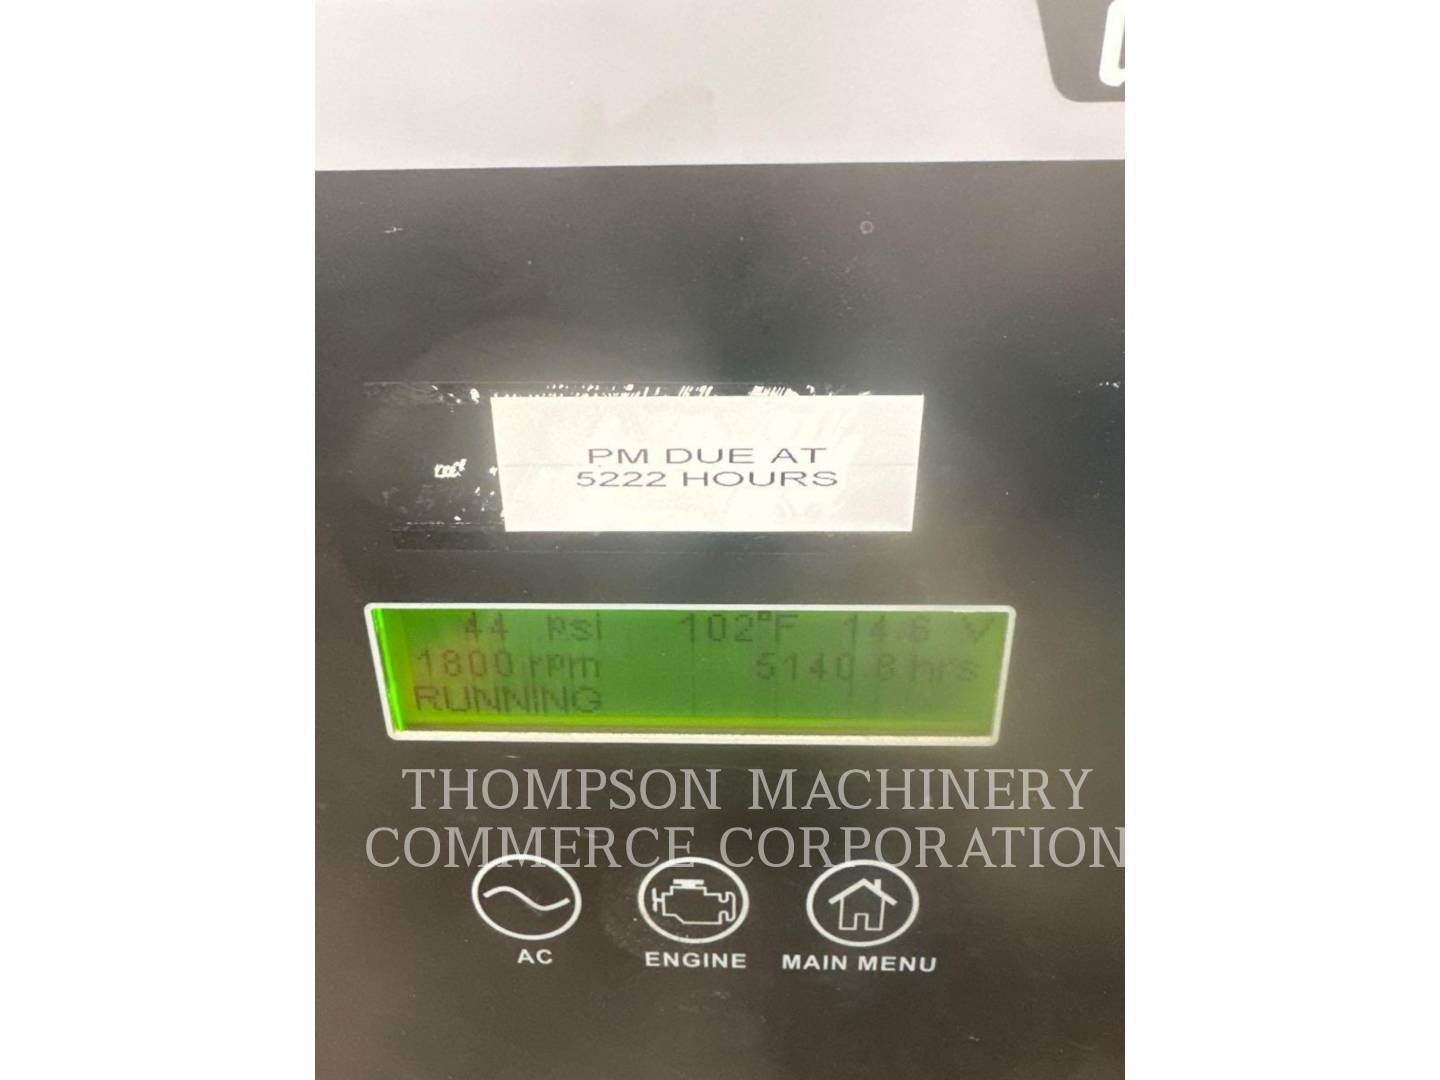 PM DUE AT
5222 HOURS
44 psi 102°F 14.6 V
1800 rpm 5140.8 hrs
RUNNING
THOMPSON MACHINERY
COMMERCE CORPORATION
AC ENGINE MAIN MENU